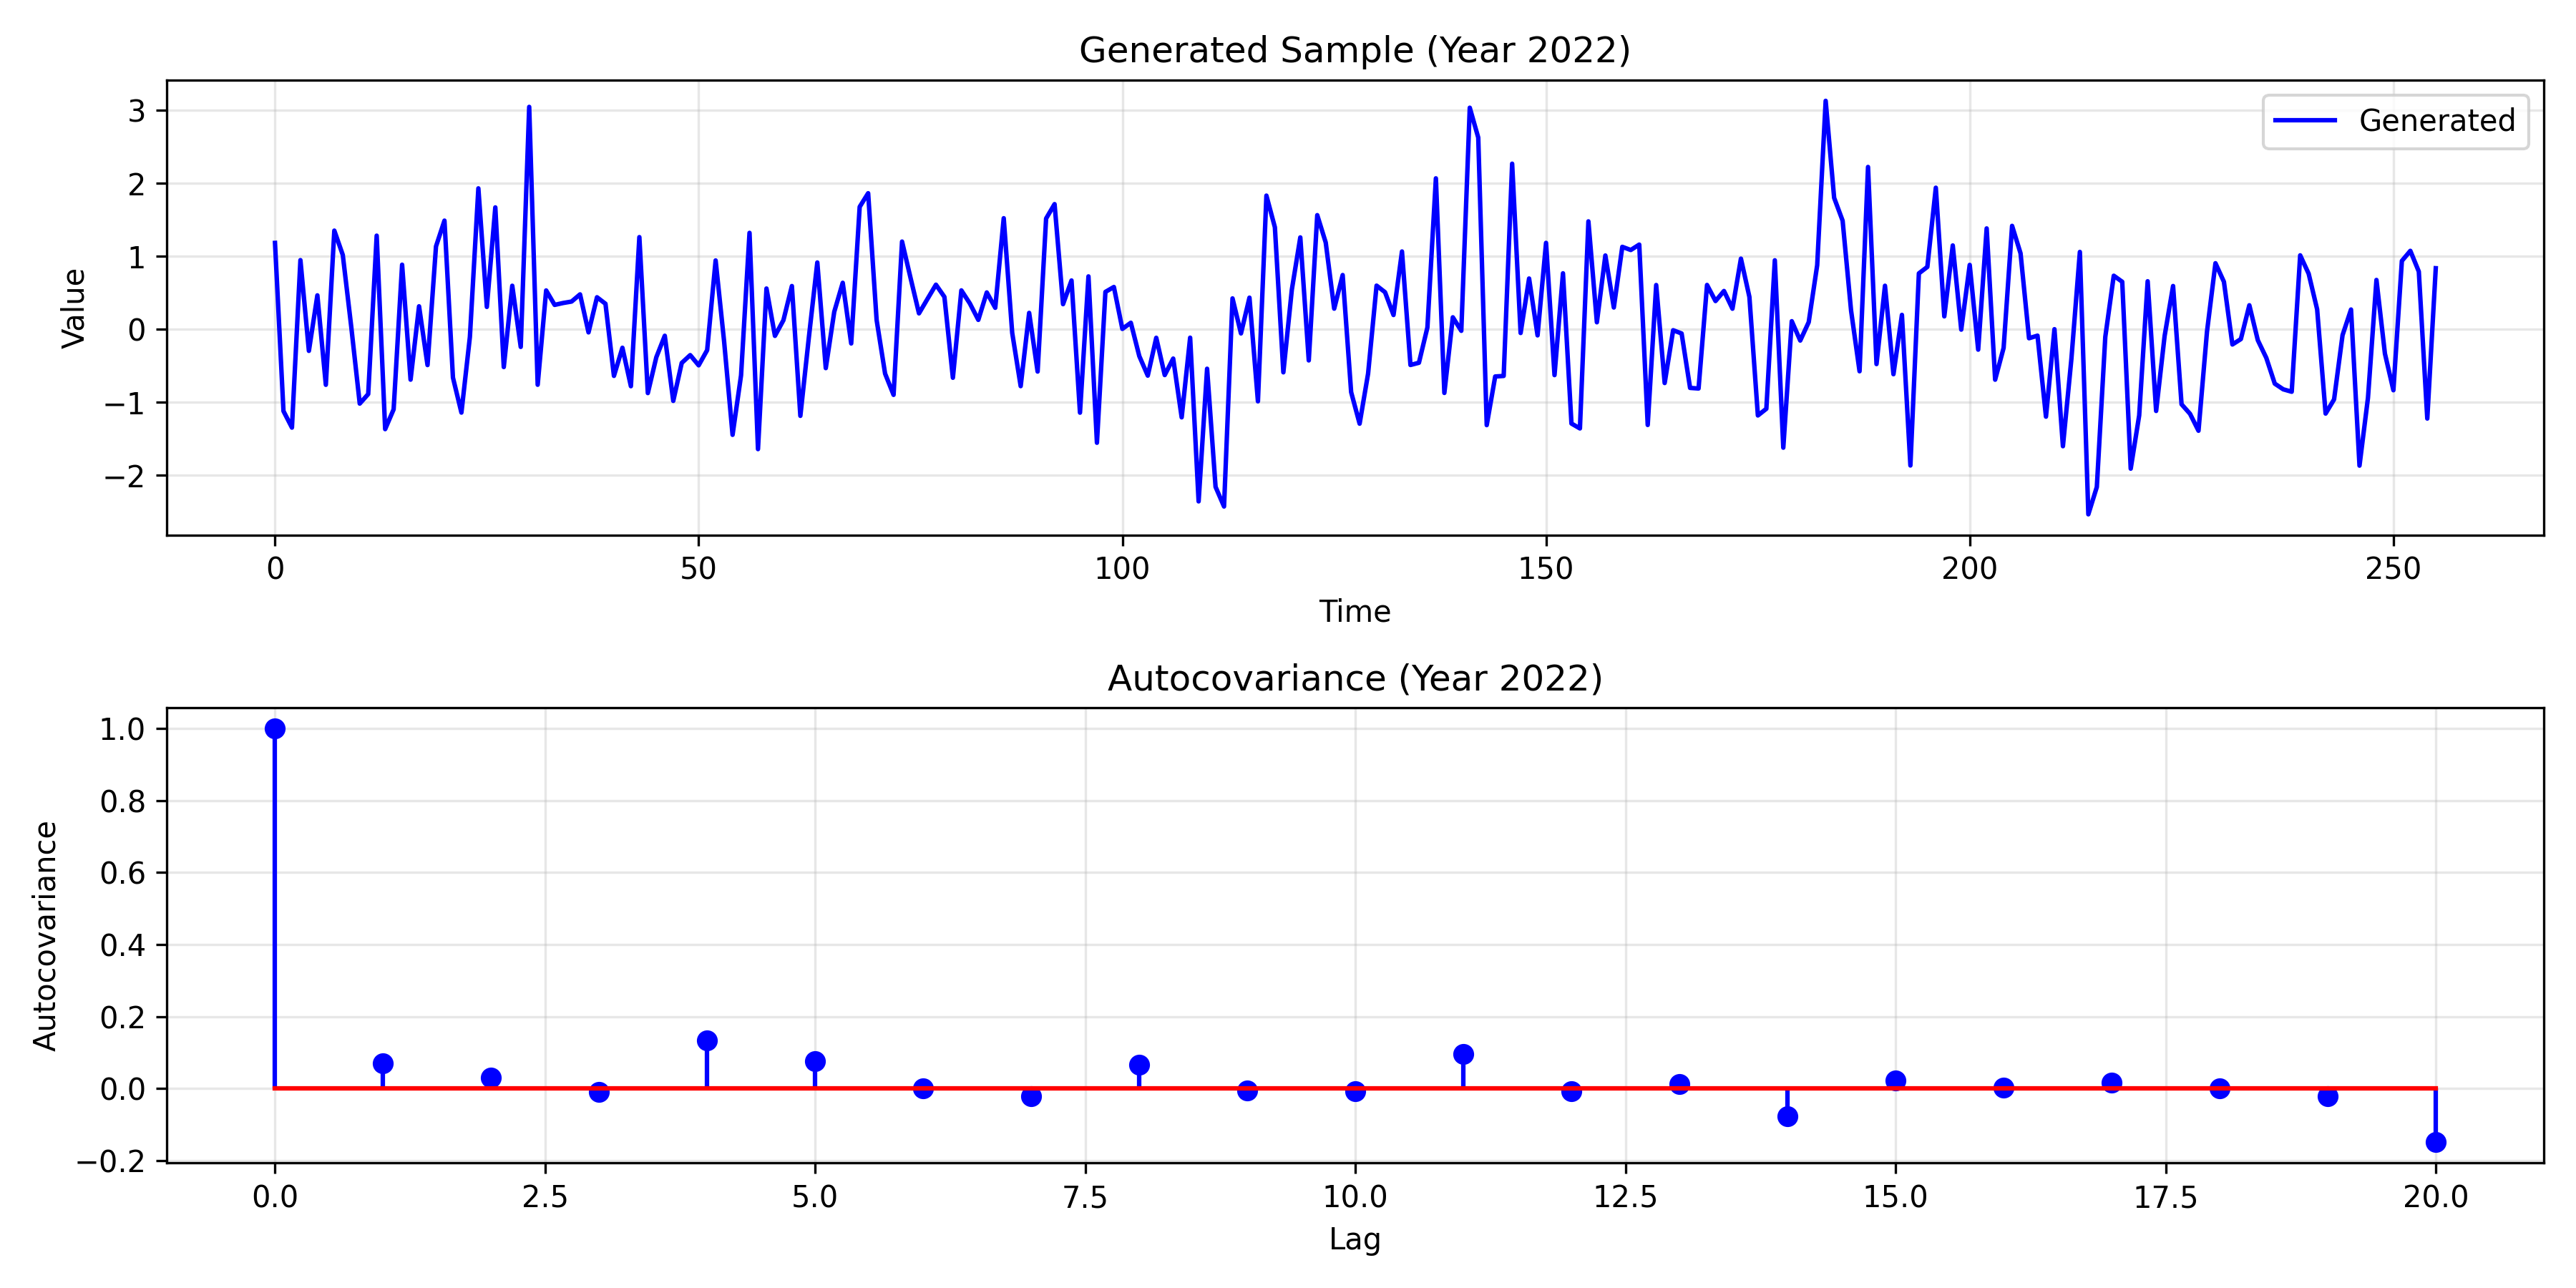 Generated Sample (Year 2022)
Generated
3
2
1
0
−1
−2
Value
0 50 100 150 200 250
Time
Autocovariance (Year 2022)
1.0
0.8
0.6
0.4
0.2
0.0
−0.2
Autocovariance
0.0 2.5 5.0 7.5 10.0 12.5 15.0 17.5 20.0
Lag